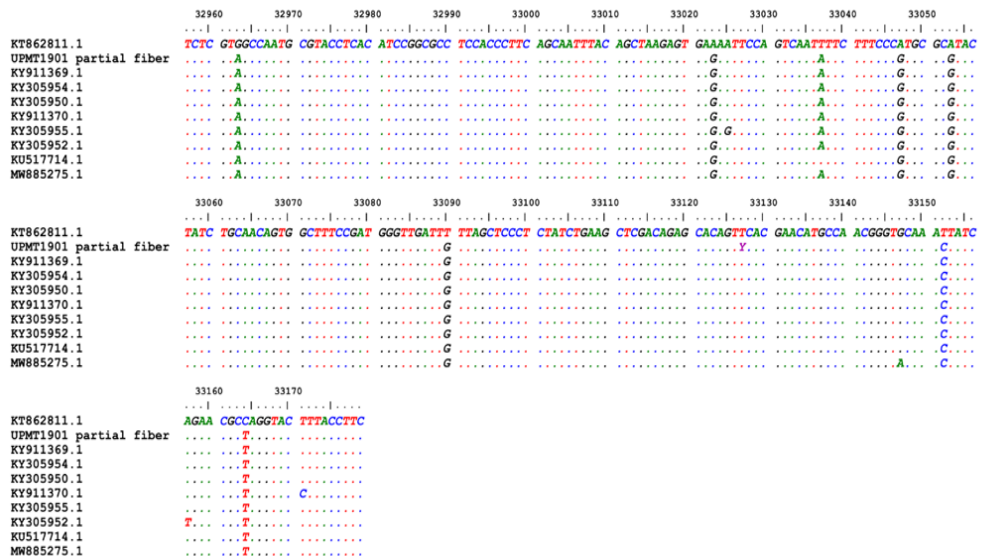 32960 32970 32980 32990 33000 33010 33020 33030 33040 33050
KT862811.1 TCTC GTGGCCAATG CGTACCTCAC ATCCGGCGCC TCCACCCTTC AGCAATTTAC AGCTAAGAGT GAAAATTCCA GTCAATTTTC TTTCCCATGC GCATAC
UPMT1901 partial fiber .... ..A....... .......... .......... .......... .......... .......... ..G....... ......A... ......G... ..G...
KY911369.1 .... ..A....... .......... .......... .......... .......... .......... ..G....... ......A... ......G... ..G...
KY305954.1 .... ..A....... .......... .......... .......... .......... .......... ..G....... ......A... ......G... ..G...
KY305950.1 .... ..A....... .......... .......... .......... .......... .......... ..G....... ......A... ......G... ..G...
KY911370.1 .... ..A....... .......... .......... .......... .......... .......... ..G....... ......A... ......G... ..G...
KY305955.1 .... ..A....... .......... .......... .......... .......... .......... ..G.G..... ......A... ......G... ..G...
KY305952.1 .... ..A....... .......... .......... .......... .......... .......... ..G....... ......A... ......G... ..G...
KU517714.1 .... ..A....... .......... .......... .......... .......... .......... ..G....... ......A... ......G... ..G...
MW885275.1 .... ..A....... .......... .......... .......... .......... .......... ..G....... ......A... ......G... ..G...
33060 33070 33080 33090 33100 33110 33120 33130 33140 33150
KT862811.1 TATC TGCAACAGTG GCTTTCCGAT GGGTTGATTT TTAGCTCCCT CTATCTGAAG CTCGACAGAG CACAGTTCAC GAACATGCCA ACGGGTGCAA ATTATC
UPMT1901 partial fiber .... .......... .......... .........G .......... .......... .......... ......Y... .......... .......... .C....
KY911369.1 .... .......... .......... .........G .......... .......... .......... .......... .......... .......... .C....
KY305954.1 .... .......... .......... .........G .......... .......... .......... .......... .......... .......... .C....
KY305950.1 .... .......... .......... .........G .......... .......... .......... .......... .......... .......... .C....
KY911370.1 .... .......... .......... .........G .......... .......... .......... .......... .......... .......... .C....
KY305955.1 .... .......... .......... .........G .......... .......... .......... .......... .......... .......... .C....
KY305952.1 .... .......... .......... .........G .......... .......... .......... .......... .......... .......... .C....
KU517714.1 .... .......... .......... .........G .......... .......... .......... .......... .......... .......... .C....
MW885275.1 .... .......... .......... .........G .......... .......... .......... .......... .......... ......A... .C....
33160 33170
KT862811.1 AGAA CGCCAGGTAC TTTACCTTC
UPMT1901 partial fiber .... ...T...... .........
KY911369.1 .... ...T...... .........
KY305954.1 .... ...T...... .........
KY305950.1 .... ...T...... .........
KY911370.1 .... ...T...... C........
KY305955.1 .... ...T...... .........
KY305952.1 T... ...T...... .........
KU517714.1 .... ...T...... .........
MW885275.1 .... ...T...... .........